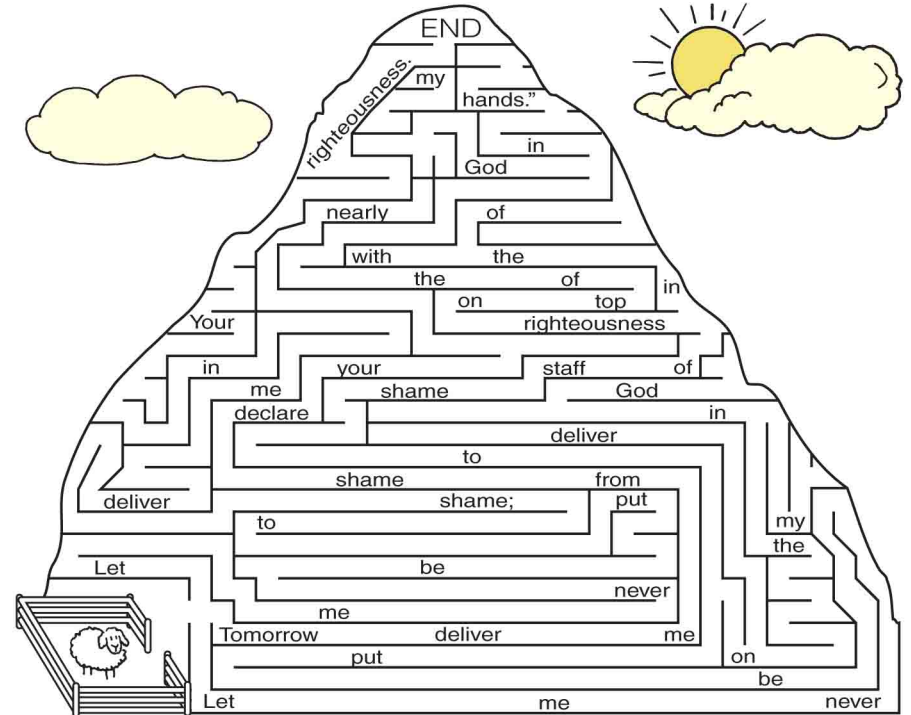 END
righteousness.
my
hands.”
in
God
nearly of
with the
the of in
on top
Your righteousness
in your staff of
me shame God
declare in
deliver
to
shame from
deliver shame; put
to my
the
Let be
never
me
Tomorrow deliver me
put on
be
Let me never